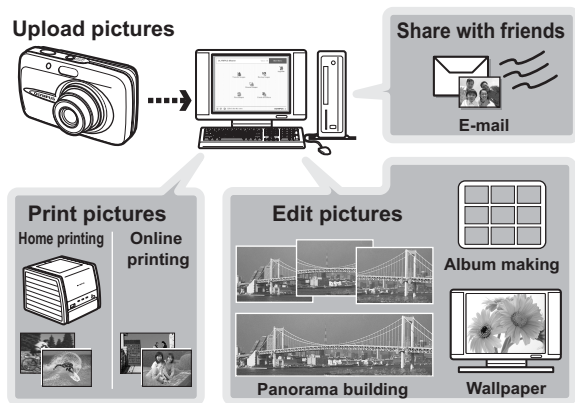 Upload pictures
Share with friends
OLYMPUS
E-mail
Print pictures
Home printing
Online
printing
Edit pictures
Album making
Panorama building
Wallpaper